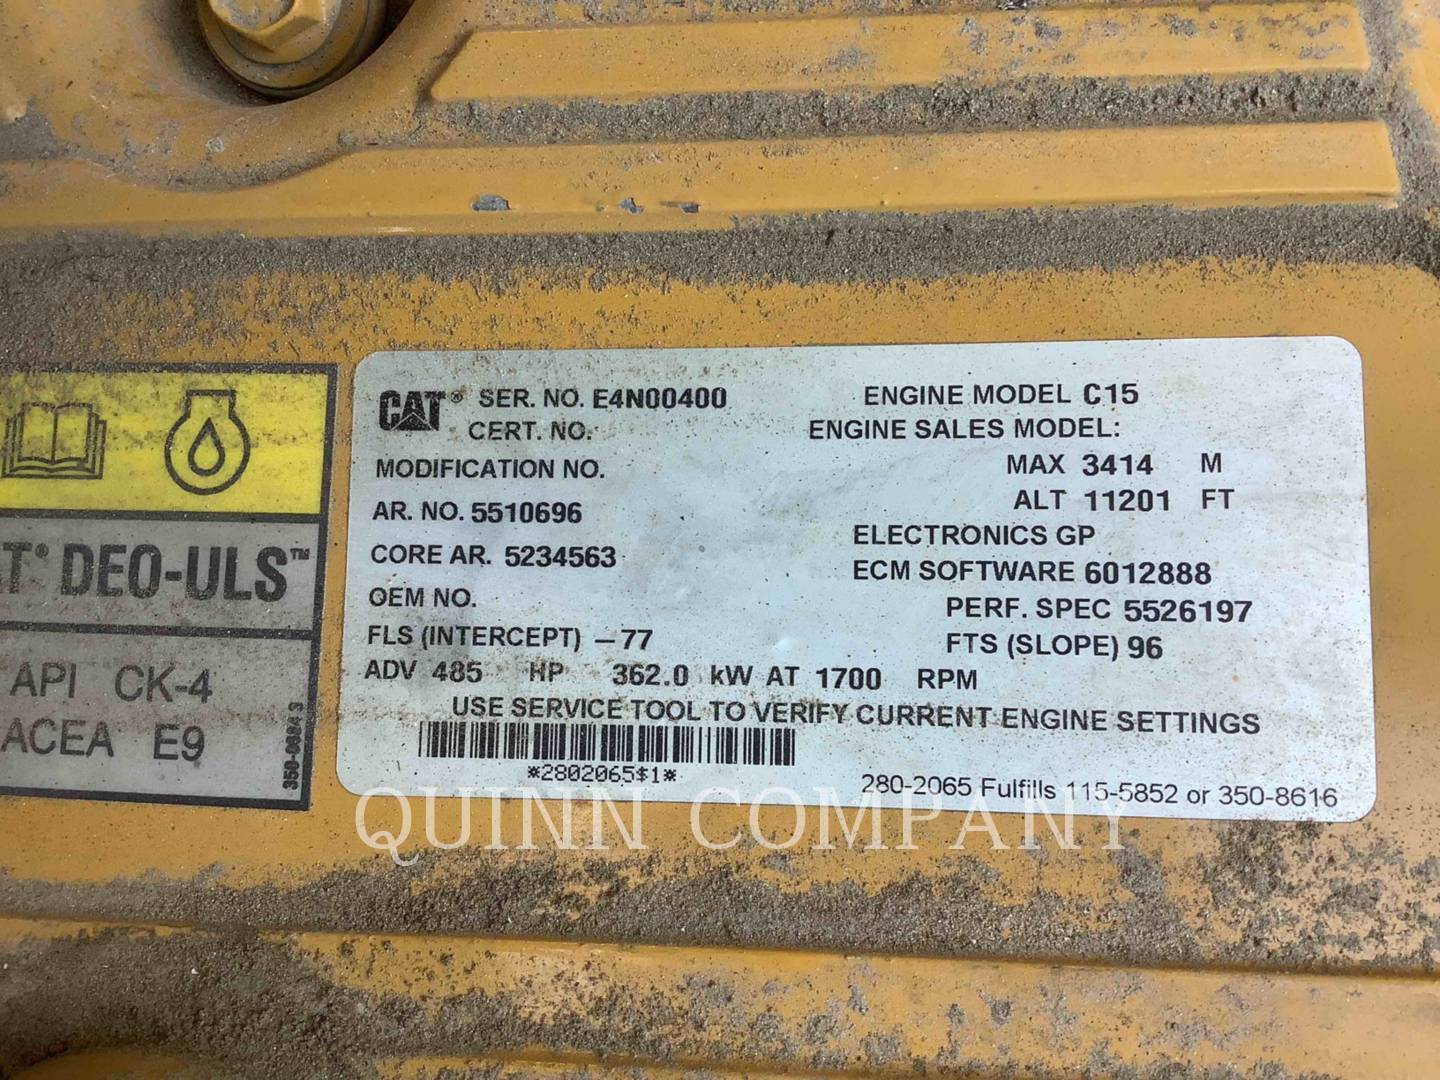 CAT® SER. NO. E4N00400
CERT. NO.
MODIFICATION NO.
AR. NO. 5510696
CORE AR. 5234563
OEM NO.
FLS (INTERCEPT) -77
ADV 485 HP 362.0 kW AT 1700 RPM
ENGINE MODEL C15
ENGINE SALES MODEL:
MAX 3414 M
ALT 11201 FT
ELECTRONICS GP
ECM SOFTWARE 6012888
PERF. SPEC 5526197
FTS (SLOPE) 96
USE SERVICE TOOL TO VERIFY CURRENT ENGINE SETTINGS
*2802065$1*
280-2065 Fulfills 115-5852 or 350-8616
DEO-ULS™
API CK-4
ACEA E9
QUINN COMPANY